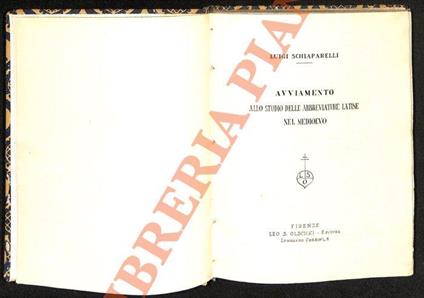 LIBRERIA PIA
LUIGI SCHIAPARELLI
AVVIAMENTO
ALLO STUDIO DELLE ABBREVIATURE LATINE
NEL MEDIOEVO
L S
O
FIRENZE
LEO S. OLSCHKI - EDITORE